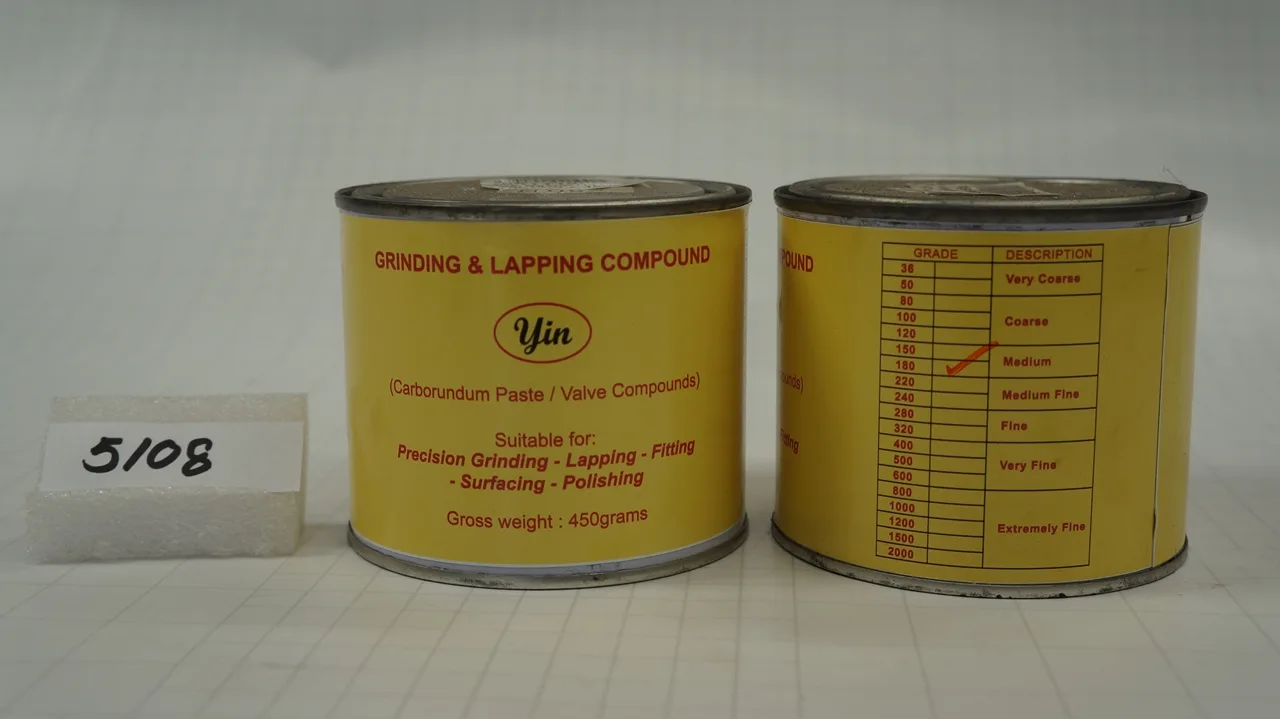 5108
GRINDING & LAPPING COMPOUND
Yin
(Carborundum Paste / Valve Compounds)
Suitable for:
Precision Grinding - Lapping - Fitting
- Surfacing - Polishing
Gross weight : 450grams
POUND
ounds)
Fitting
GRADE DESCRIPTION
36
50
Very Coarse
80
100
120
Coarse
150
180
Medium
220
240
Medium Fine
280
320
Fine
400
500
600
Very Fine
800
1000
1200
1500
2000
Extremely Fine